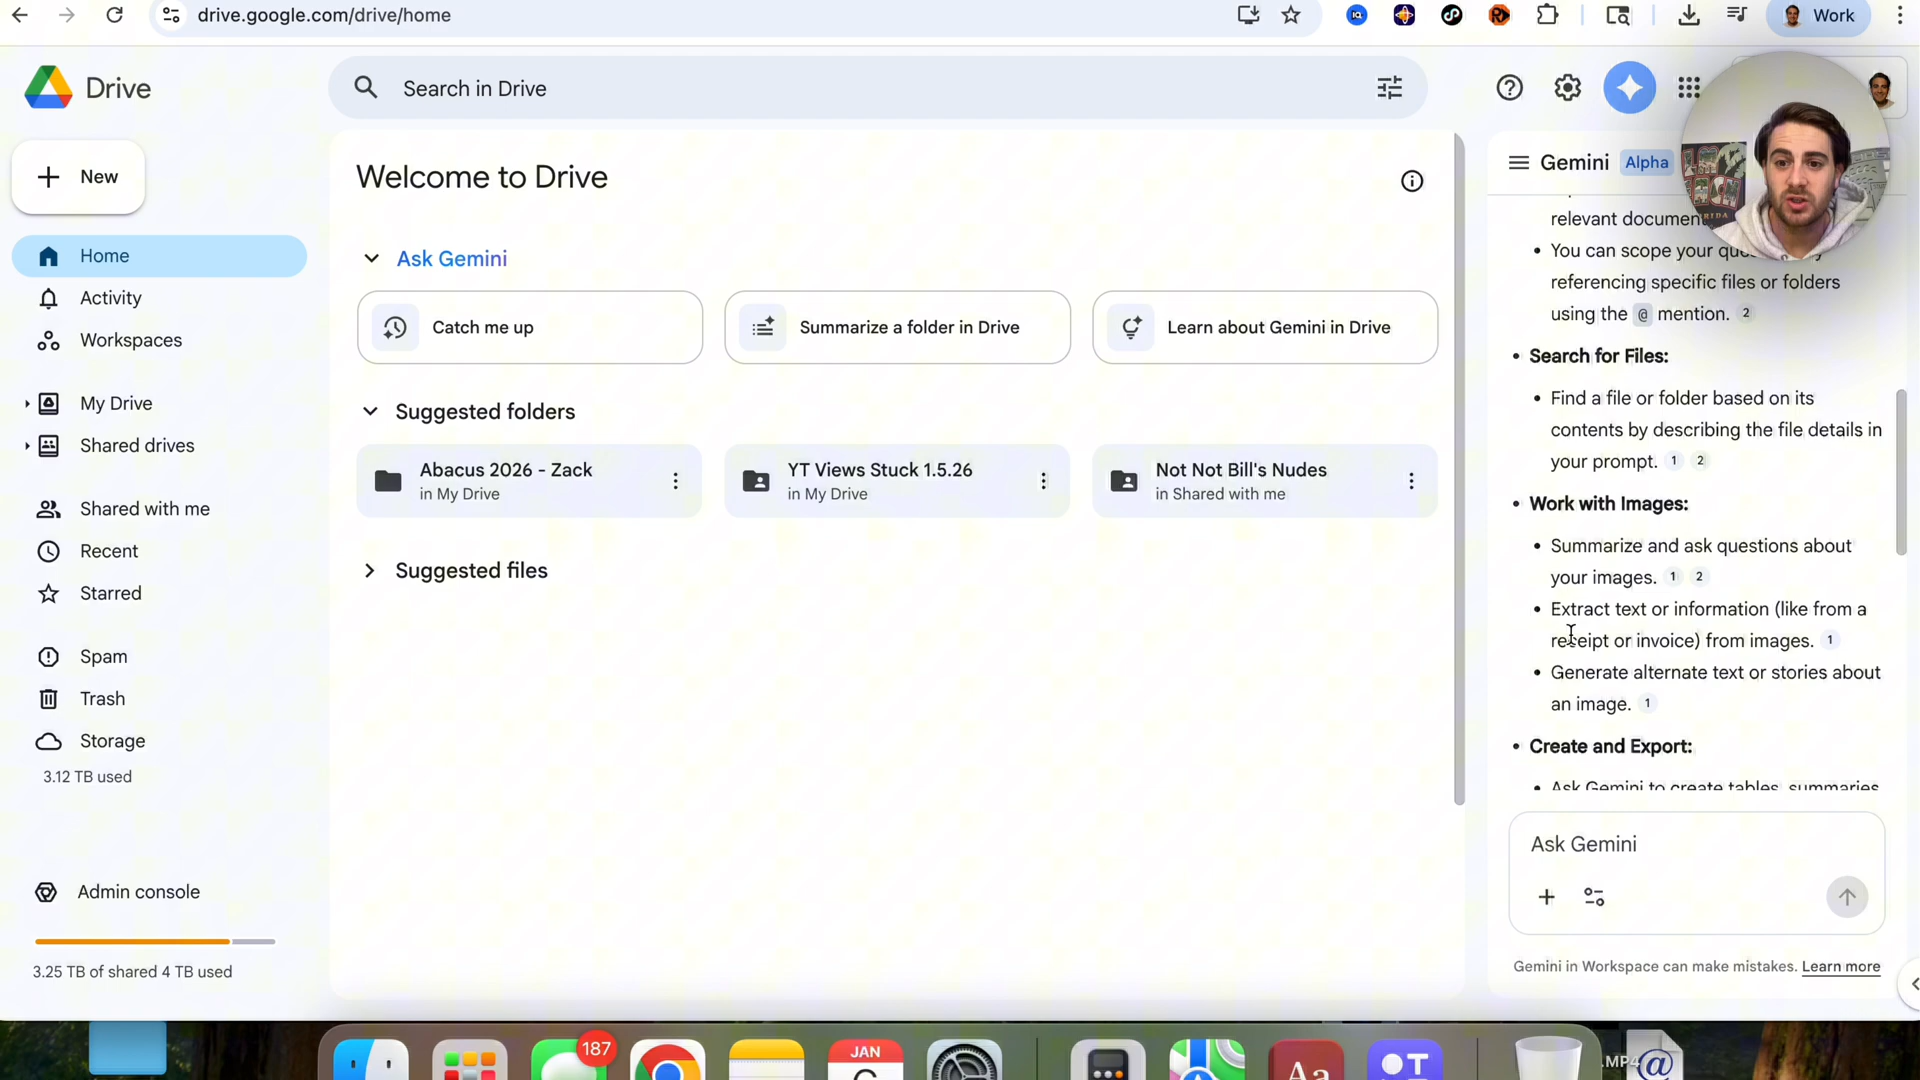 drive.google.com/drive/home
Work
Drive
Search in Drive
New
Home
Activity
Workspaces
My Drive
Shared drives
Shared with me
Recent
Starred
Spam
Trash
Storage
3.12 TB used
Admin console
3.25 TB of shared 4 TB used
Welcome to Drive
Ask Gemini
Catch me up
Summarize a folder in Drive
Learn about Gemini in Drive
Suggested folders
Abacus 2026 - Zack
in My Drive
YT Views Stuck 1.5.26
in My Drive
Not Not Bill's Nudes
in Shared with me
Suggested files
Gemini Alpha
relevant
You can scope your
referencing specific files or folders
using the @ mention. 2
Search for Files:
Find a file or folder based on its
contents by describing the file details in
your prompt. 1 2
Work with Images:
Summarize and ask questions about
your images. 1 2
Extract text or information (like from a
receipt or invoice) from images. 1
Generate alternate text or stories about
an image. 1
Create and Export:
Ask Gemini to create tables, summaries
Ask Gemini
Gemini in Workspace can make mistakes. Learn more
187
JAN
Aa
T
.MP4
@